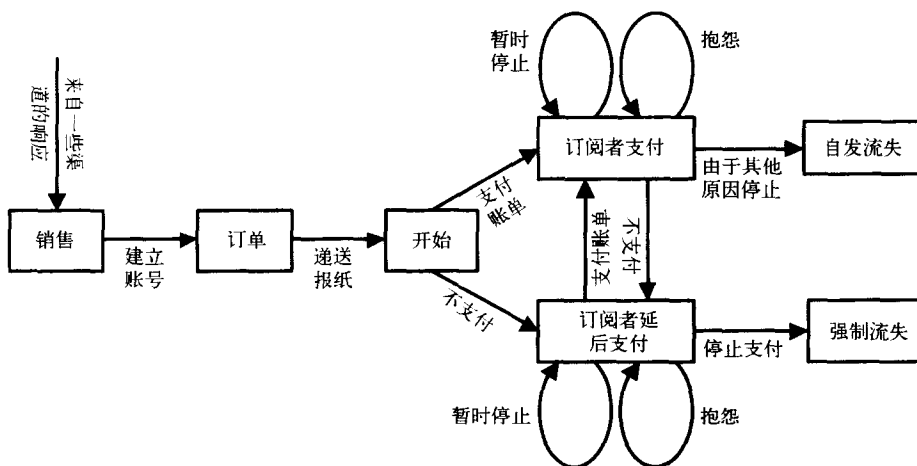 暂时
停止
抱怨
来自一些渠
道的响应
订阅者支付
自发流失
由于其他
原因停止
支付
账单
销售
建立
账号
订单
递送
报纸
开始
支付账单
不支付
不支付
订阅者延
后支付
停止支付
强制流失
暂时停止
抱怨